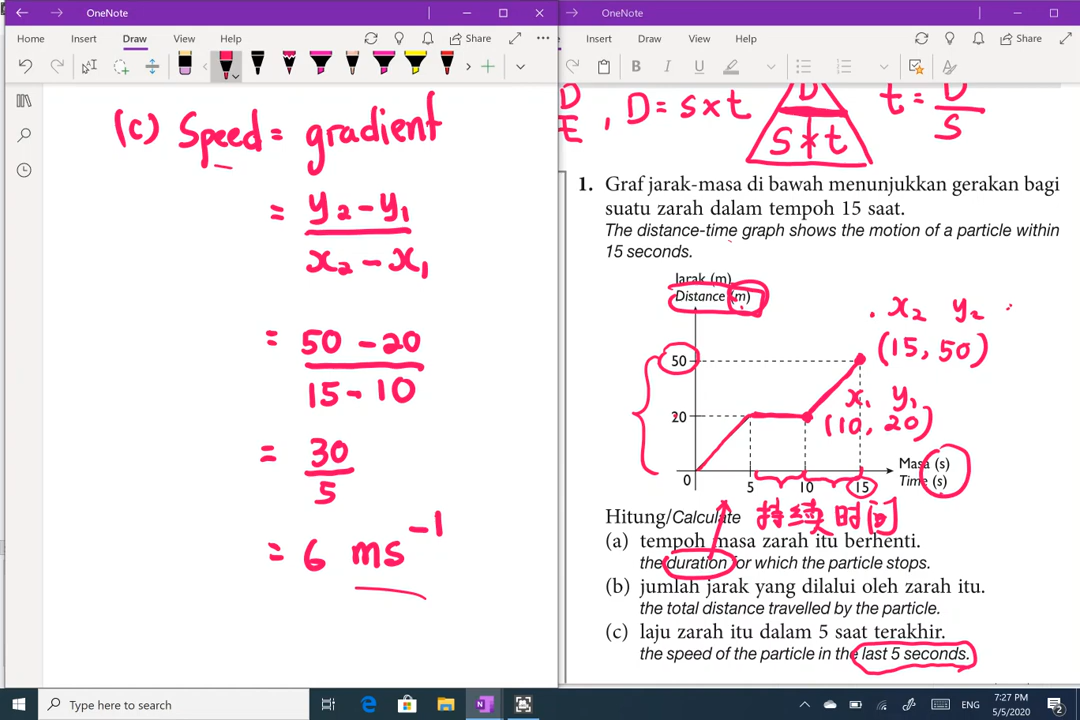 OneNote
Home Insert Draw View Help Share
(c) Speed = gradient
= y2 - y1
x2 - x1
= 50 - 20
15 - 10
= 30
5
= 6 ms-1
Type here to search
OneNote
Insert Draw View Help Share
B I U
D , D = s x t
D
S * t
t = D
S
1. Graf jarak-masa di bawah menunjukkan gerakan bagi
suatu zarah dalam tempoh 15 saat.
The distance-time graph shows the motion of a particle within
15 seconds.
Jarak (m)
Distance (m)
x2 y2
(15, 50)
50
x1 y1
20
(10, 20)
0
5 10 15
Masa (s)
Time (s)
持续时间
Hitung/Calculate
(a) tempoh masa zarah itu berhenti.
the duration for which the particle stops.
(b) jumlah jarak yang dilalui oleh zarah itu.
the total distance travelled by the particle.
(c) laju zarah itu dalam 5 saat terakhir.
the speed of the particle in the last 5 seconds.
ENG
7:27 PM
5/5/2020
2